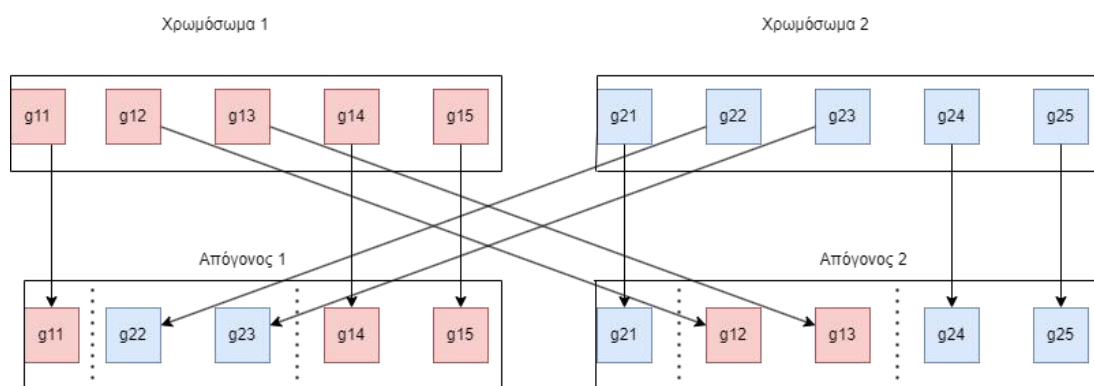 Χρωμόσωμα 1 Χρωμόσωμα 2
g11 g12 g13 g14 g15 g21 g22 g23 g24 g25
Απόγονος 1 Απόγονος 2
g11 g22 g23 g14 g15 g21 g12 g13 g24 g25